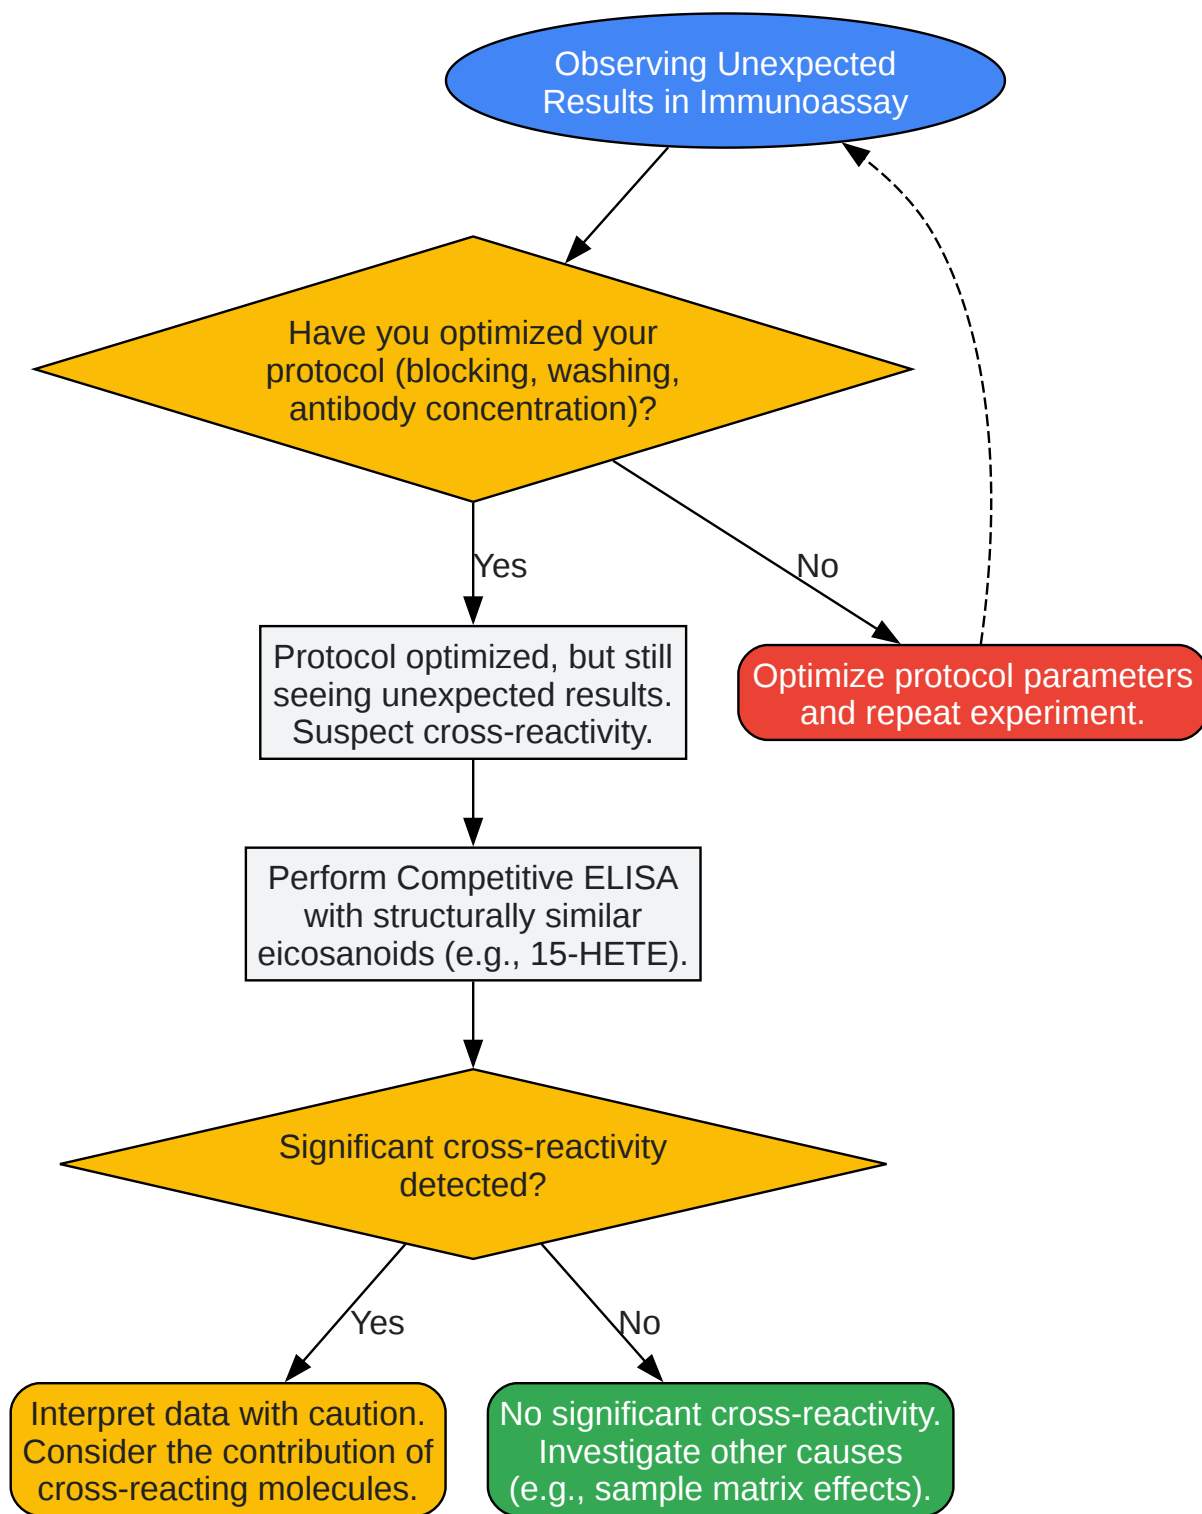 Observing Unexpected
Results in Immunoassay
Have you optimized your
protocol (blocking, washing,
antibody concentration)?
Yes
No
Protocol optimized, but still
seeing unexpected results.
Suspect cross-reactivity.
Optimize protocol parameters
and repeat experiment.
Perform Competitive ELISA
with structurally similar
eicosanoids (e.g., 15-HETE).
Significant cross-reactivity
detected?
Yes
No
Interpret data with caution.
Consider the contribution of
cross-reacting molecules.
No significant cross-reactivity.
Investigate other causes
(e.g., sample matrix effects).